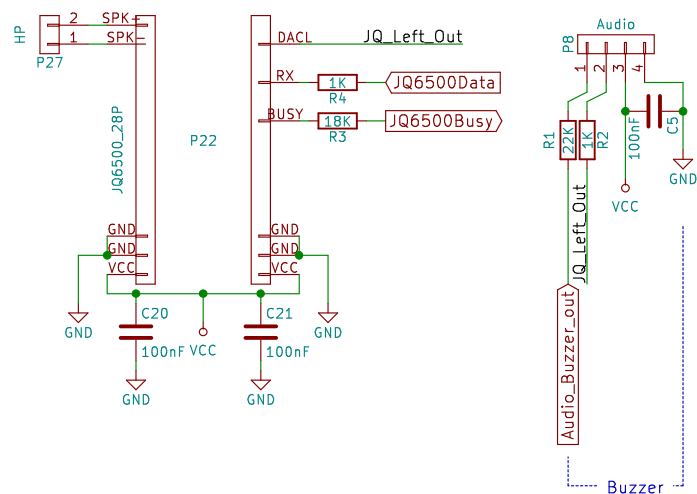 HP
2 SPK+
1 SPK-
P27
JQ6500_28P
P22
DACL JQ_Left_Out
RX 1K JQ6500Data
R4
BUSY 18K JQ6500Busy
R3
GND GND
GND GND
VCC VCC
GND
GND
C20
100nF
VCC
C21
100nF
GND
GND
Audio
P8
1 2 3 4
R1 22K 1K R2
100nF C5
GND
VCC
JQ_Left_Out
Audio_Buzzer_out
Buzzer